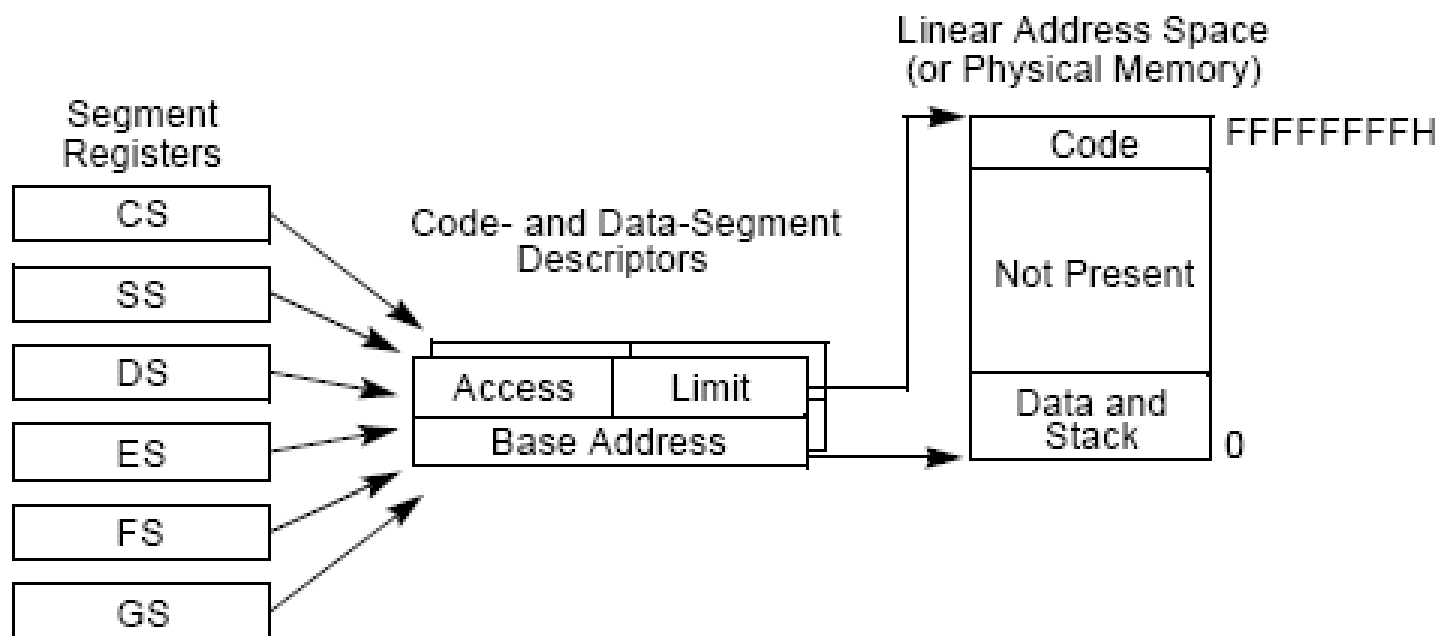 Linear Address Space
(or Physical Memory)
Segment
Registers
FFFFFFFFH
Code
CS
Code- and Data-Segment
Descriptors
Not Present
SS
DS
Access
Limit
Data and
Stack
ES
Base Address
0
FS
GS